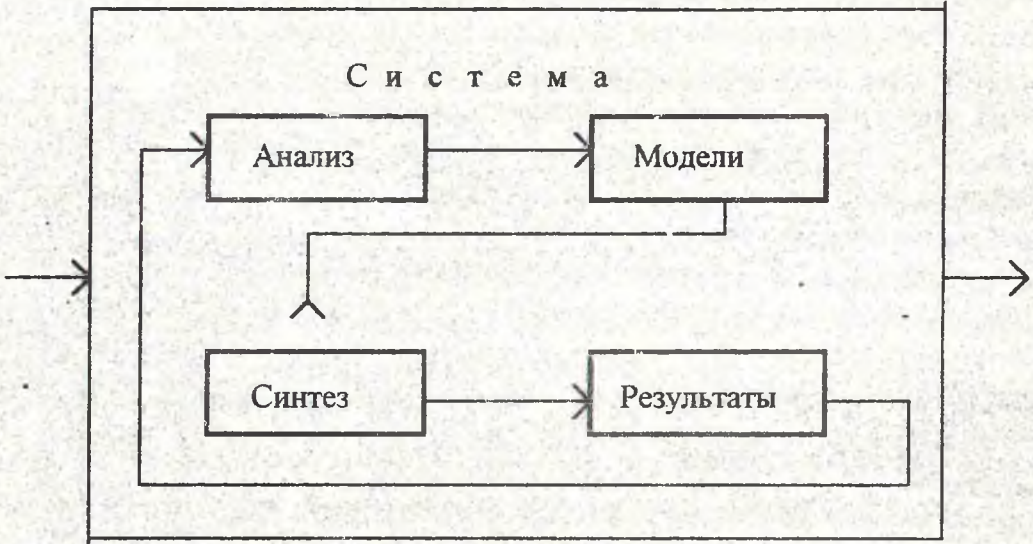 С и с т е м а
Анализ
Модели
Синтез
Результаты